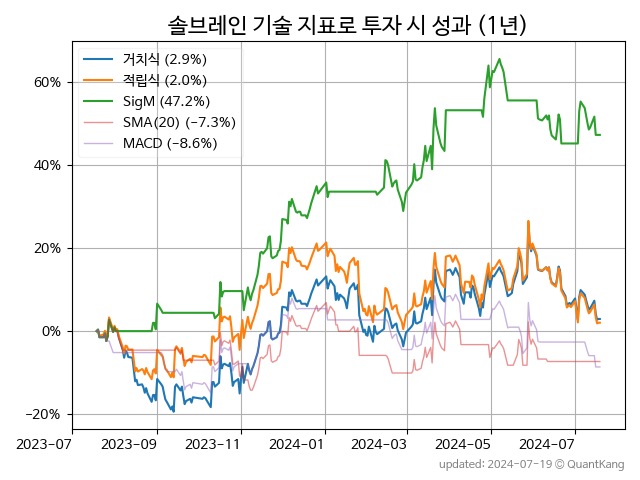 솔브레인 기술 지표로 투자 시 성과 (1년)
거치식 (2.9%)
적립식 (2.0%)
SigM (47.2%)
SMA(20) (−7.3%)
MACD (−8.6%)
60%
40%
20%
0%
−20%
2023-07 2023-09 2023-11 2024-01 2024-03 2024-05 2024-07
updated: 2024-07-19 © QuantKang